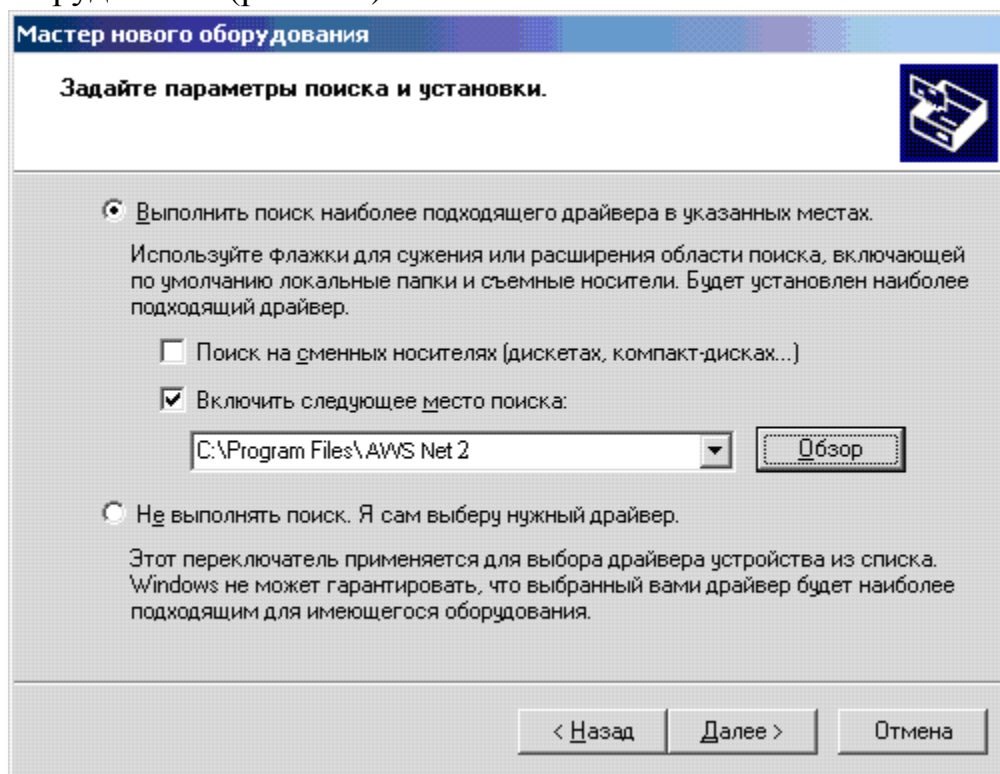 Мастер нового оборудования
Задайте параметры поиска и установки.
Выполнить поиск наиболее подходящего драйвера в указанных местах.
Используйте флажки для сужения или расширения области поиска, включающей
по умолчанию локальные папки и съемные носители. Будет установлен наиболее
подходящий драйвер.
Поиск на сменных носителях (дискетах, компакт-дисках...)
Включить следующее место поиска:
C:\Program Files\AWS Net 2
Обзор
Не выполнять поиск. Я сам выберу нужный драйвер.
Этот переключатель применяется для выбора драйвера устройства из списка.
Windows не может гарантировать, что выбранный вами драйвер будет наиболее
подходящим для имеющегося оборудования.
< Назад Далее > Отмена